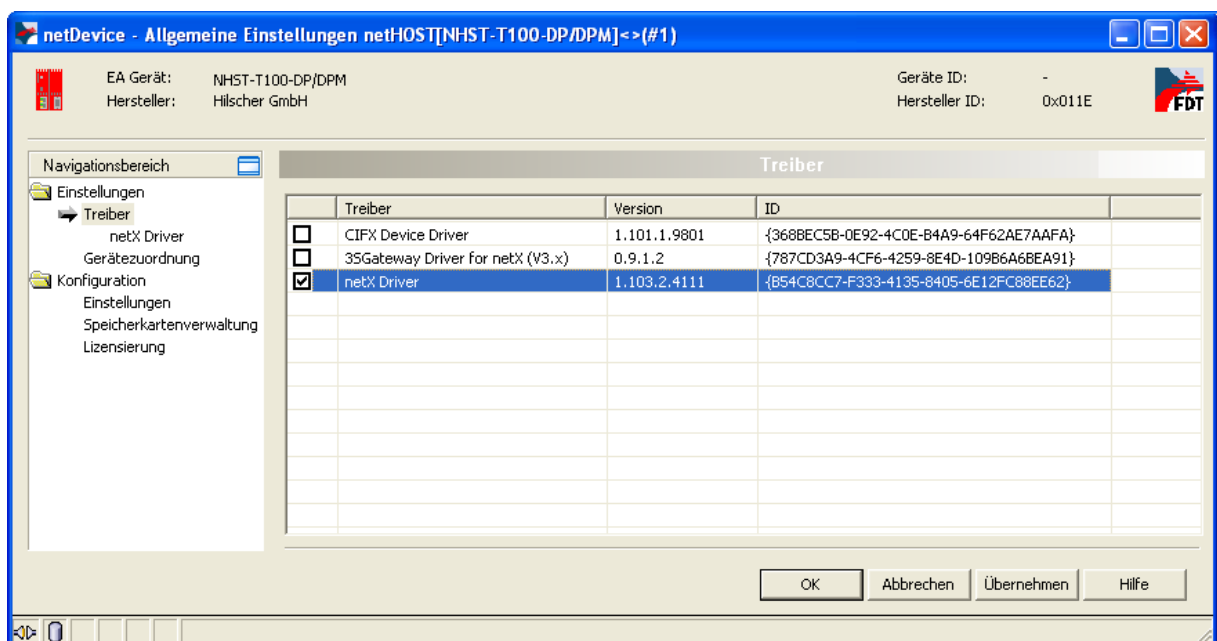 netDevice - Allgemeine Einstellungen netHOST[NHST-T100-DP/DPM]<>(#1)
EA Gerät: NHST-T100-DP/DPM Geräte ID: -
Hersteller: Hilscher GmbH Hersteller ID: 0x011E
FDT
Navigationsbereich
Einstellungen
Treiber
netX Driver
Gerätezuordnung
Konfiguration
Einstellungen
Speicherkartenverwaltung
Lizensierung
Treiber
Treiber Version ID
CIFX Device Driver 1.101.1.9801 {368BEC5B-0E92-4C0E-B4A9-64F62AE7AAFA}
3SGateway Driver for netX (V3.x) 0.9.1.2 {787CD3A9-4CF6-4259-8E4D-109B6A6BEA91}
netX Driver 1.103.2.4111 {B54C8CC7-F333-4135-8405-6E12FC88EE62}
OK Abbrechen Übernehmen Hilfe